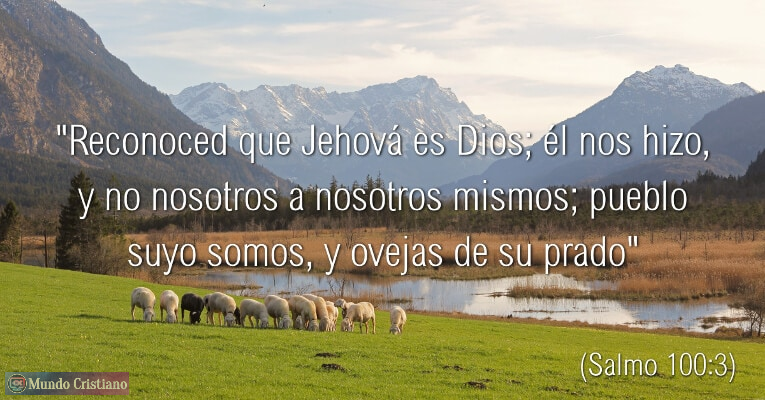 "Reconoced que Jehová es Dios; él nos hizo,
y no nosotros a nosotros mismos; pueblo
suyo somos, y ovejas de su prado"
(Salmo 100:3)
Mundo Cristiano